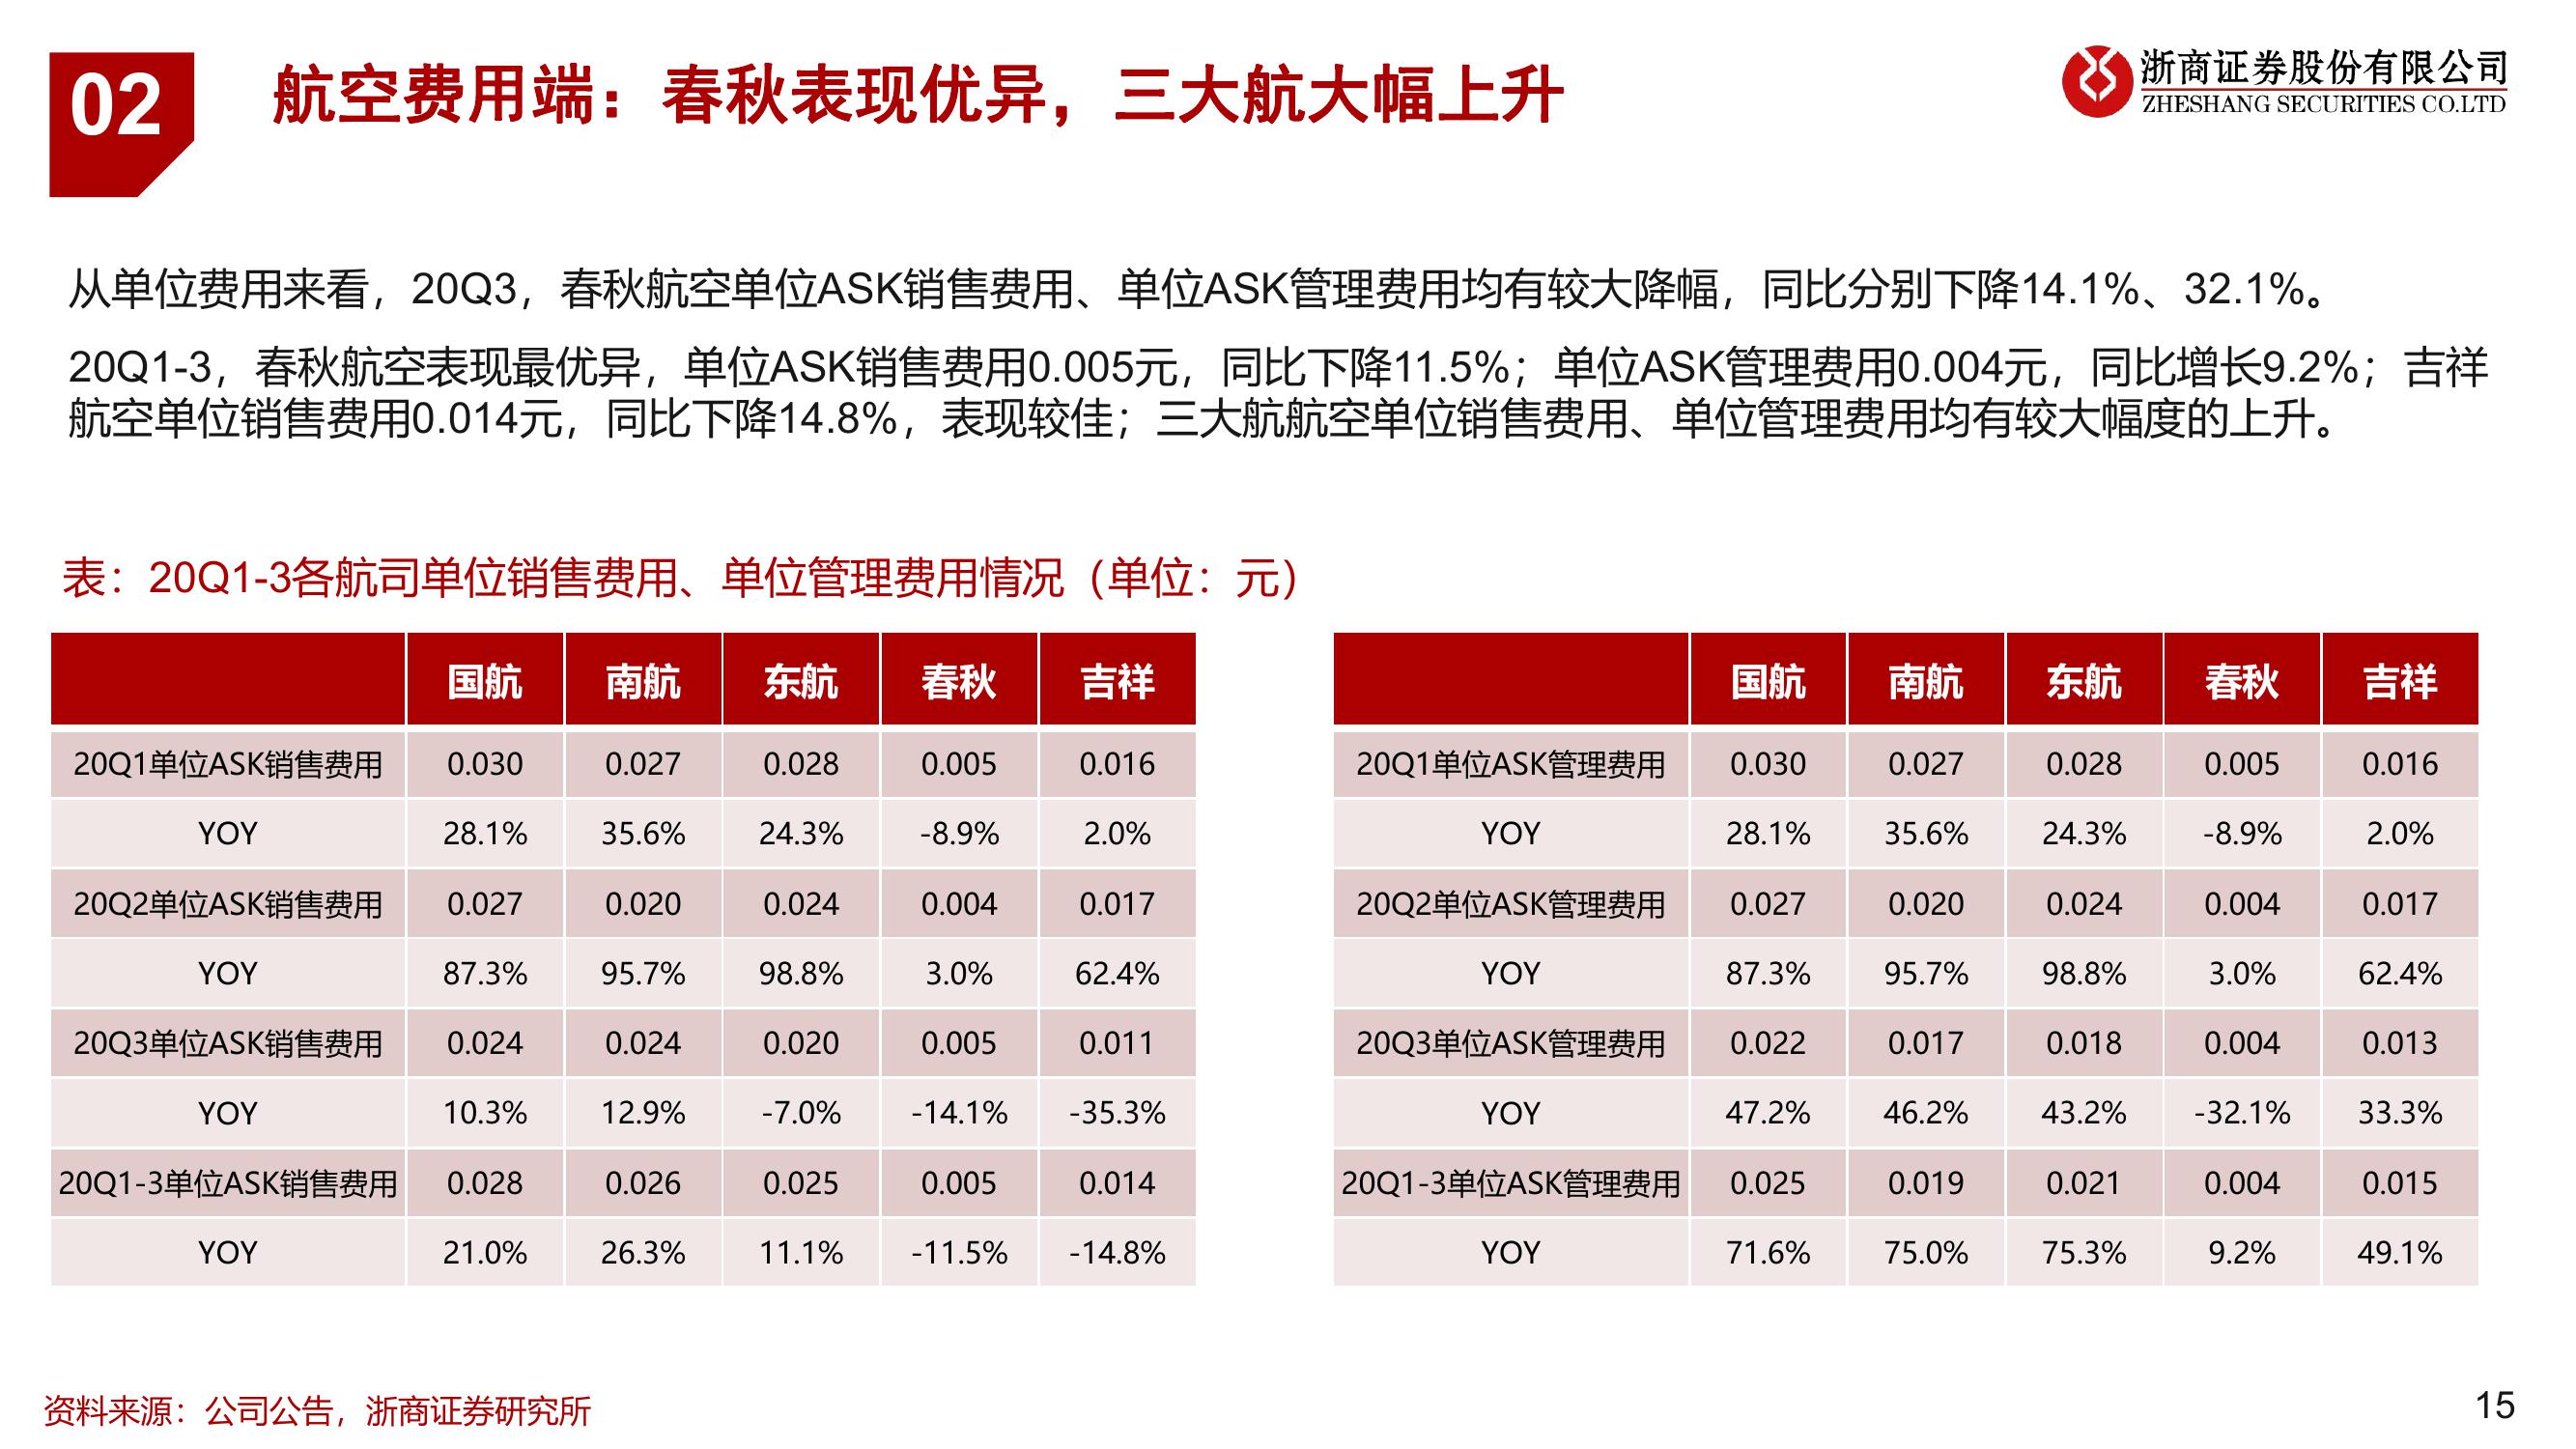 02
航空费用端：春秋表现优异，三大航大幅上升
浙商证券股份有限公司
ZHESHANG SECURITIES CO.LTD
从单位费用来看，20Q3，春秋航空单位ASK销售费用、单位ASK管理费用均有较大降幅，同比分别下降14.1%、32.1%。
20Q1-3，春秋航空表现最优异，单位ASK销售费用0.005元，同比下降11.5%；单位ASK管理费用0.004元，同比增长9.2%；吉祥
航空单位销售费用0.014元，同比下降14.8%，表现较佳；三大航航空单位销售费用、单位管理费用均有较大幅度的上升。
表：20Q1-3各航司单位销售费用、单位管理费用情况（单位：元）
国航 南航 东航 春秋 吉祥
20Q1单位ASK销售费用 0.030 0.027 0.028 0.005 0.016
YOY 28.1% 35.6% 24.3% -8.9% 2.0%
20Q2单位ASK销售费用 0.027 0.020 0.024 0.004 0.017
YOY 87.3% 95.7% 98.8% 3.0% 62.4%
20Q3单位ASK销售费用 0.024 0.024 0.020 0.005 0.011
YOY 10.3% 12.9% -7.0% -14.1% -35.3%
20Q1-3单位ASK销售费用 0.028 0.026 0.025 0.005 0.014
YOY 21.0% 26.3% 11.1% -11.5% -14.8%
国航 南航 东航 春秋 吉祥
20Q1单位ASK管理费用 0.030 0.027 0.028 0.005 0.016
YOY 28.1% 35.6% 24.3% -8.9% 2.0%
20Q2单位ASK管理费用 0.027 0.020 0.024 0.004 0.017
YOY 87.3% 95.7% 98.8% 3.0% 62.4%
20Q3单位ASK管理费用 0.022 0.017 0.018 0.004 0.013
YOY 47.2% 46.2% 43.2% -32.1% 33.3%
20Q1-3单位ASK管理费用 0.025 0.019 0.021 0.004 0.015
YOY 71.6% 75.0% 75.3% 9.2% 49.1%
资料来源：公司公告，浙商证券研究所
15